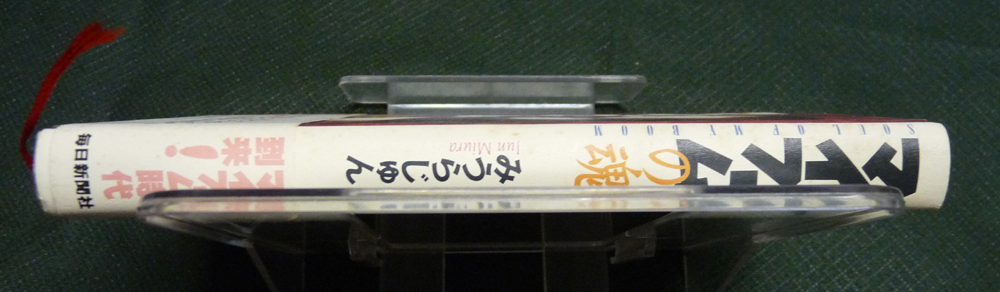 SOUL OF MY BOOM
マイブーム
の魂
みうらじゅん
Jun Miura
マイブーム時代
到来!
毎日新聞社